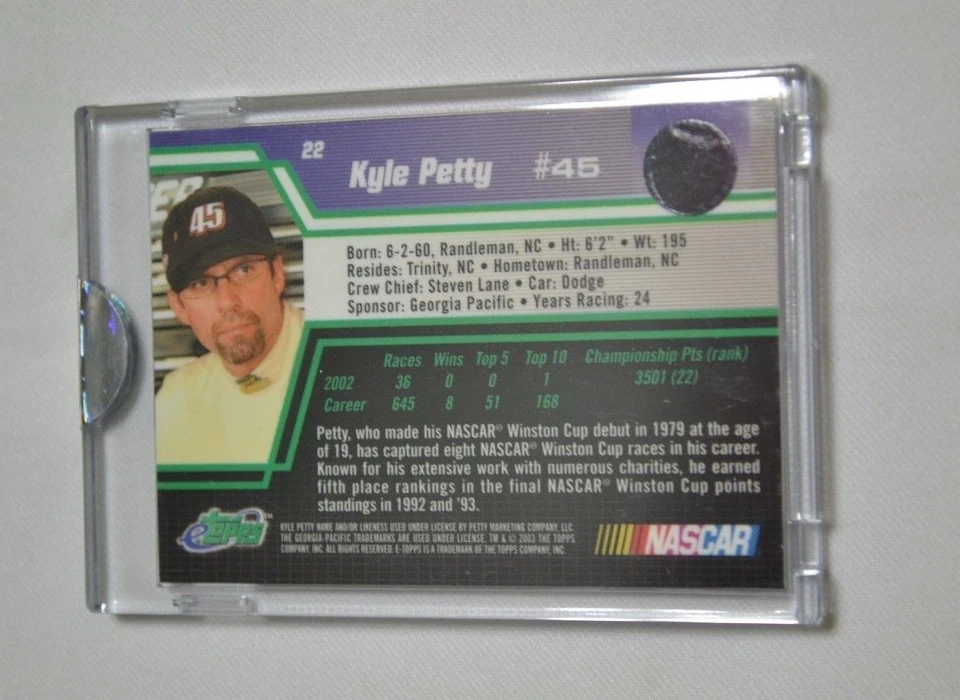 22
Kyle Petty #45
45
Born: 6-2-60, Randleman, NC • Ht: 6'2" • Wt: 195
Resides: Trinity, NC • Hometown: Randleman, NC
Crew Chief: Steven Lane • Car: Dodge
Sponsor: Georgia Pacific • Years Racing: 24
Races Wins Top 5 Top 10 Championship Pts (rank)
2002 36 0 0 1 3501 (22)
Career 645 8 51 168
Petty, who made his NASCAR® Winston Cup debut in 1979 at the age
of 19, has captured eight NASCAR® Winston Cup races in his career.
Known for his extensive work with numerous charities, he earned
fifth place rankings in the final NASCAR® Winston Cup points
standings in 1992 and '93.
etopps
KYLE PETTY NAME AND/OR LIKENESS USED UNDER LICENSE BY PETTY MARKETING COMPANY, LLC.
THE GEORGIA-PACIFIC TRADEMARKS ARE USED UNDER LICENSE. TM & © 2003 THE TOPPS
COMPANY, INC. ALL RIGHTS RESERVED. E-TOPPS IS A TRADEMARK OF THE TOPPS COMPANY, INC.
NASCAR